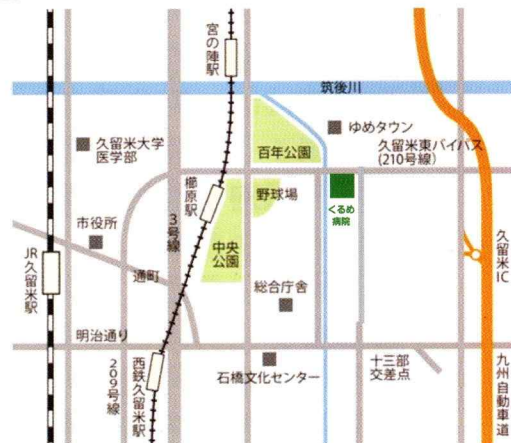 宮の陣駅
筑後川
久留米大学
医学部
百年公園
ゆめタウン
久留米東バイパス
(210号線)
櫛原駅
3号線
野球場
くるめ
病院
市役所
中央
公園
JR久留米駅
通町
総合庁舎
久留米IC
明治通り
209号線
西鉄久留米駅
石橋文化センター
十三部
交差点
九州自動車道